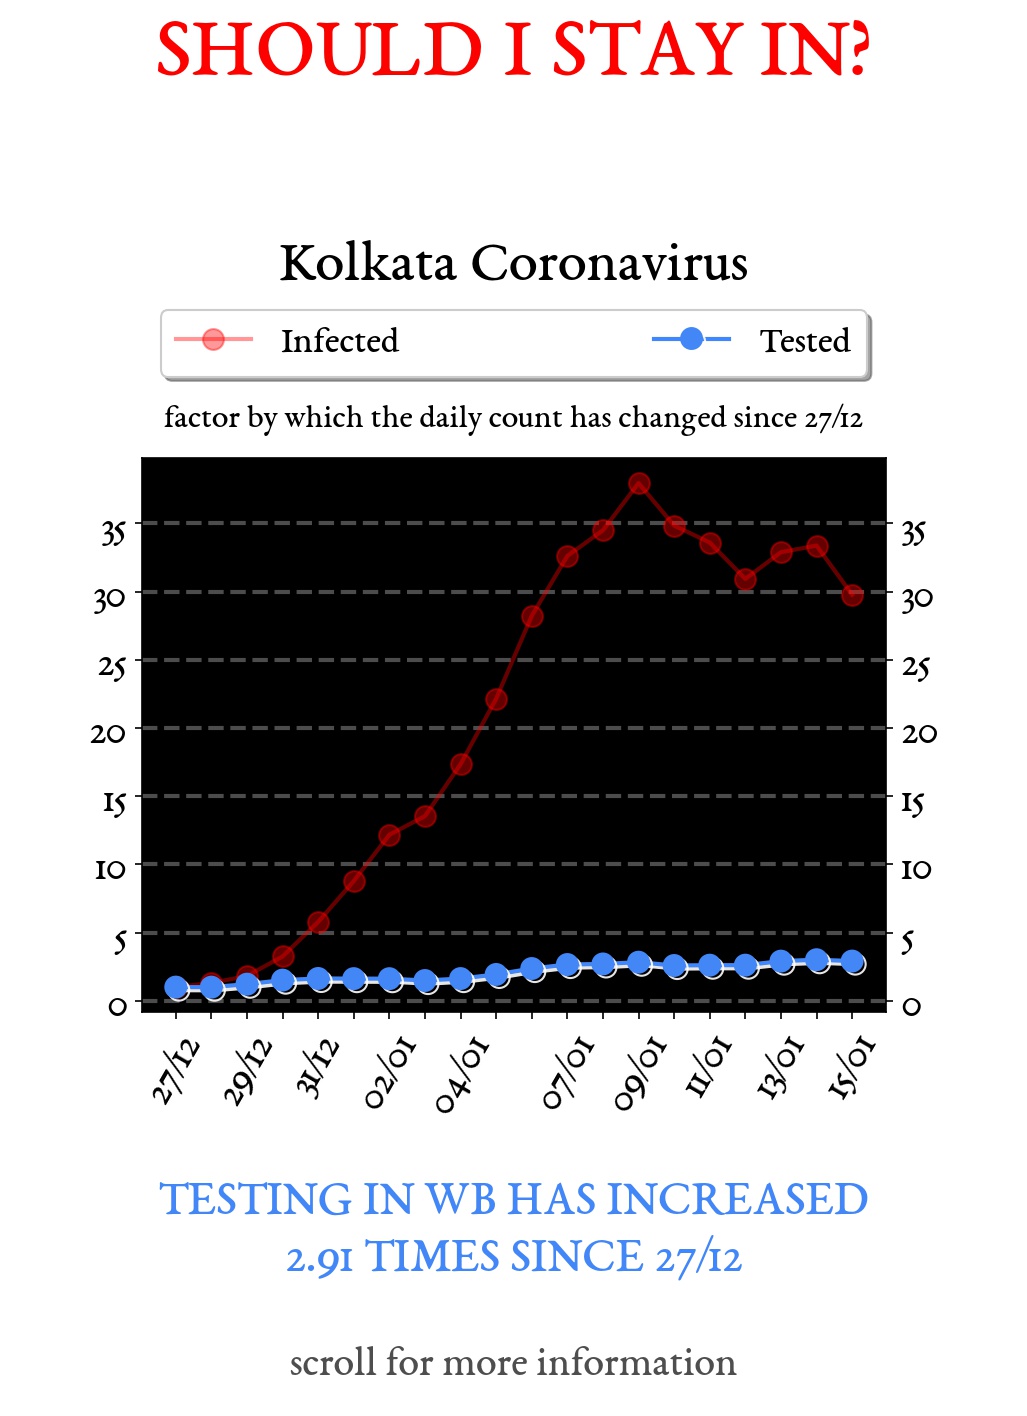 SHOULD I STAY IN?
Kolkata Coronavirus
Infected Tested
factor by which the daily count has changed since 27/12
35 35
30 30
25 25
20 20
15 15
10 10
5 5
0 0
27/12 29/12 31/12 02/01 04/01 07/01 09/01 11/01 13/01 15/01
TESTING IN WB HAS INCREASED
2.91 TIMES SINCE 27/12
scroll for more information